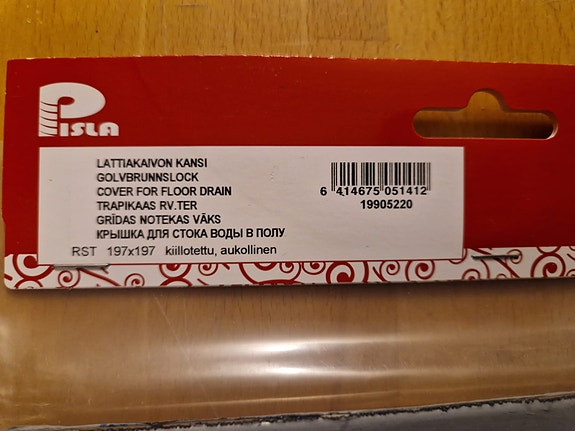 PISLA
LATTIAKAIVON KANSI
GOLVBRUNNSLOCK
COVER FOR FLOOR DRAIN
TRAPIKAAS RV.TER
GRĪDAS NOTEKAS VĀKS
КРЫШКА ДЛЯ СТОКА ВОДЫ В ПОЛУ
RST 197x197 kiillotettu, aukollinen
6 414675 051412
19905220